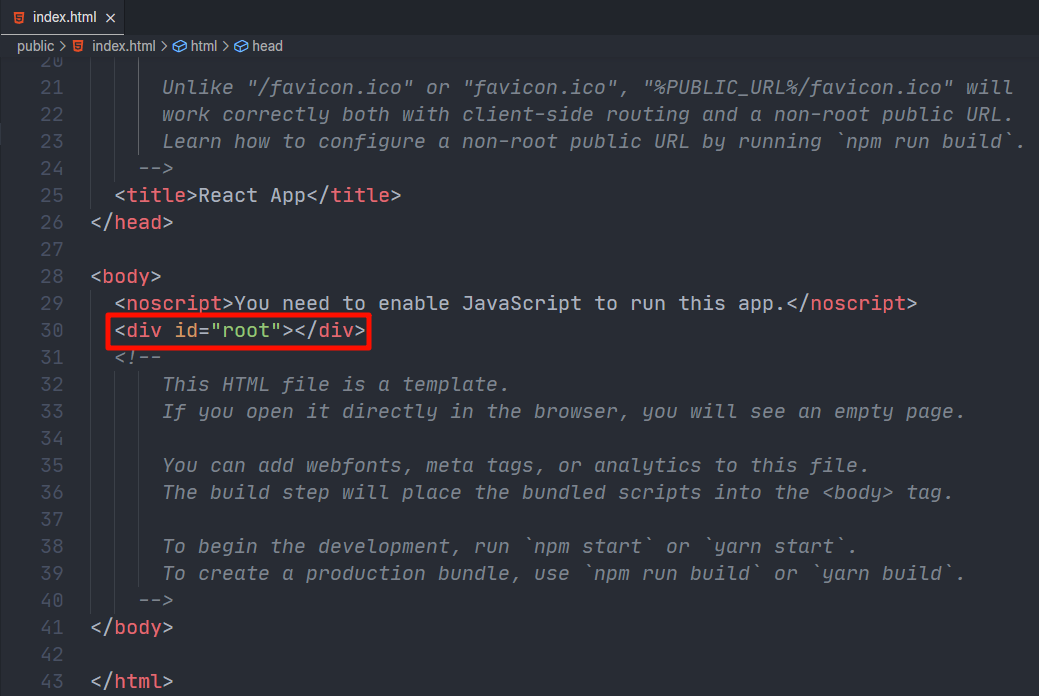 index.html
public > index.html > html > head
20
21 Unlike "/favicon.ico" or "favicon.ico", "%PUBLIC_URL%/favicon.ico" will
22 work correctly both with client-side routing and a non-root public URL.
23 Learn how to configure a non-root public URL by running `npm run build`.
24 -->
25 <title>React App</title>
26 </head>
27
28 <body>
29 <noscript>You need to enable JavaScript to run this app.</noscript>
30 <div id="root"></div>
31 <!--
32 This HTML file is a template.
33 If you open it directly in the browser, you will see an empty page.
34
35 You can add webfonts, meta tags, or analytics to this file.
36 The build step will place the bundled scripts into the <body> tag.
37
38 To begin the development, run `npm start` or `yarn start`.
39 To create a production bundle, use `npm run build` or `yarn build`.
40 -->
41 </body>
42
43 </html>